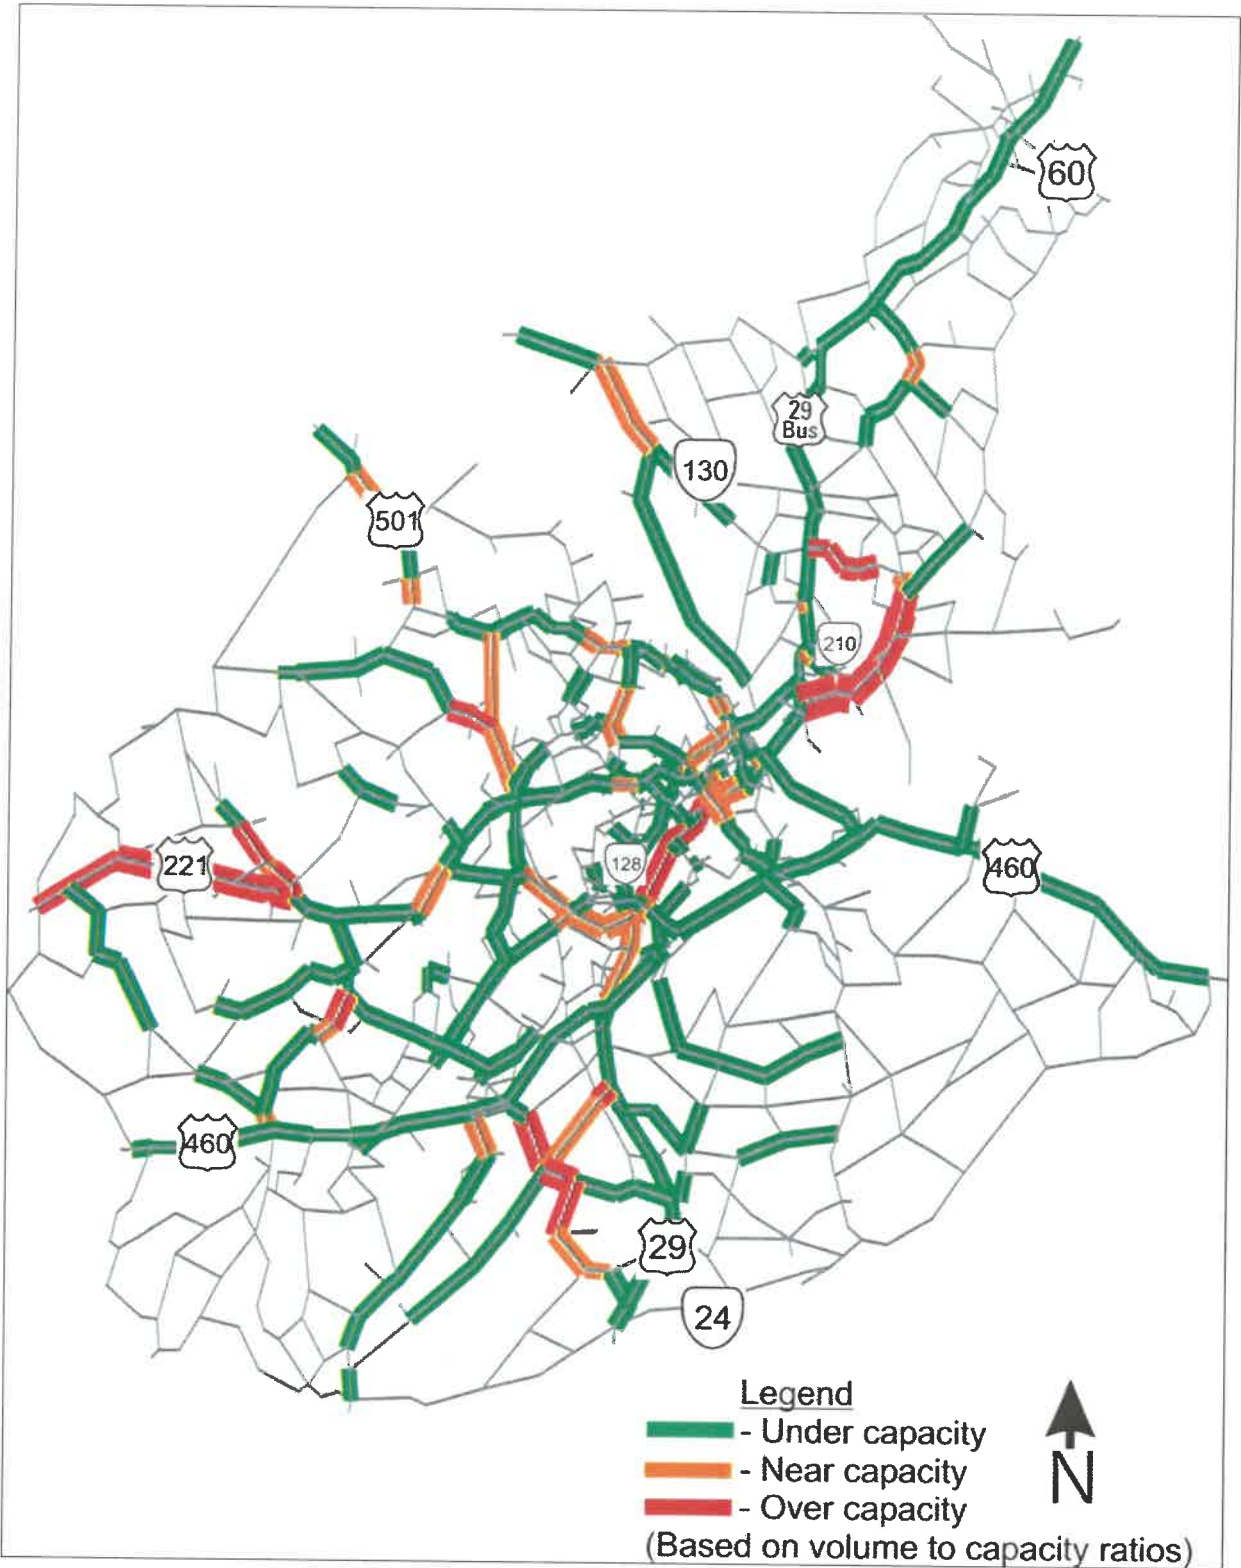 60
29
Bus
130
501
210
128
221
460
460
29
24
Legend
- Under capacity
- Near capacity
- Over capacity
N
(Based on volume to capacity ratios)